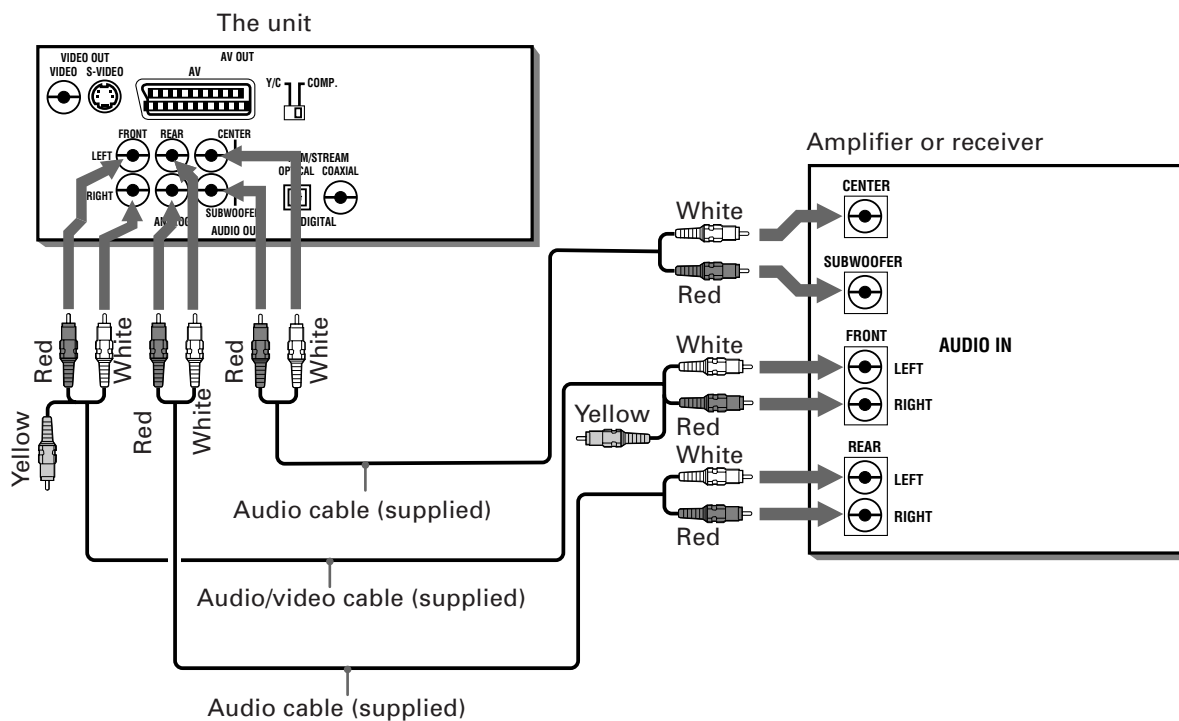 The unit
VIDEO OUT
AV OUT
VIDEO
S-VIDEO
AV
Y/C
COMP.
FRONT
REAR
CENTER
LEFT
M/STREAM
OPTICAL
COAXIAL
RIGHT
SUBWOOFER
DIGITAL
AUDIO OUT
Amplifier or receiver
CENTER
White
SUBWOOFER
Red
FRONT
AUDIO IN
White
LEFT
RIGHT
Yellow
Red
REAR
White
LEFT
RIGHT
Red
Red
White
Red
White
Yellow
Red
White
Audio cable (supplied)
Audio/video cable (supplied)
Audio cable (supplied)